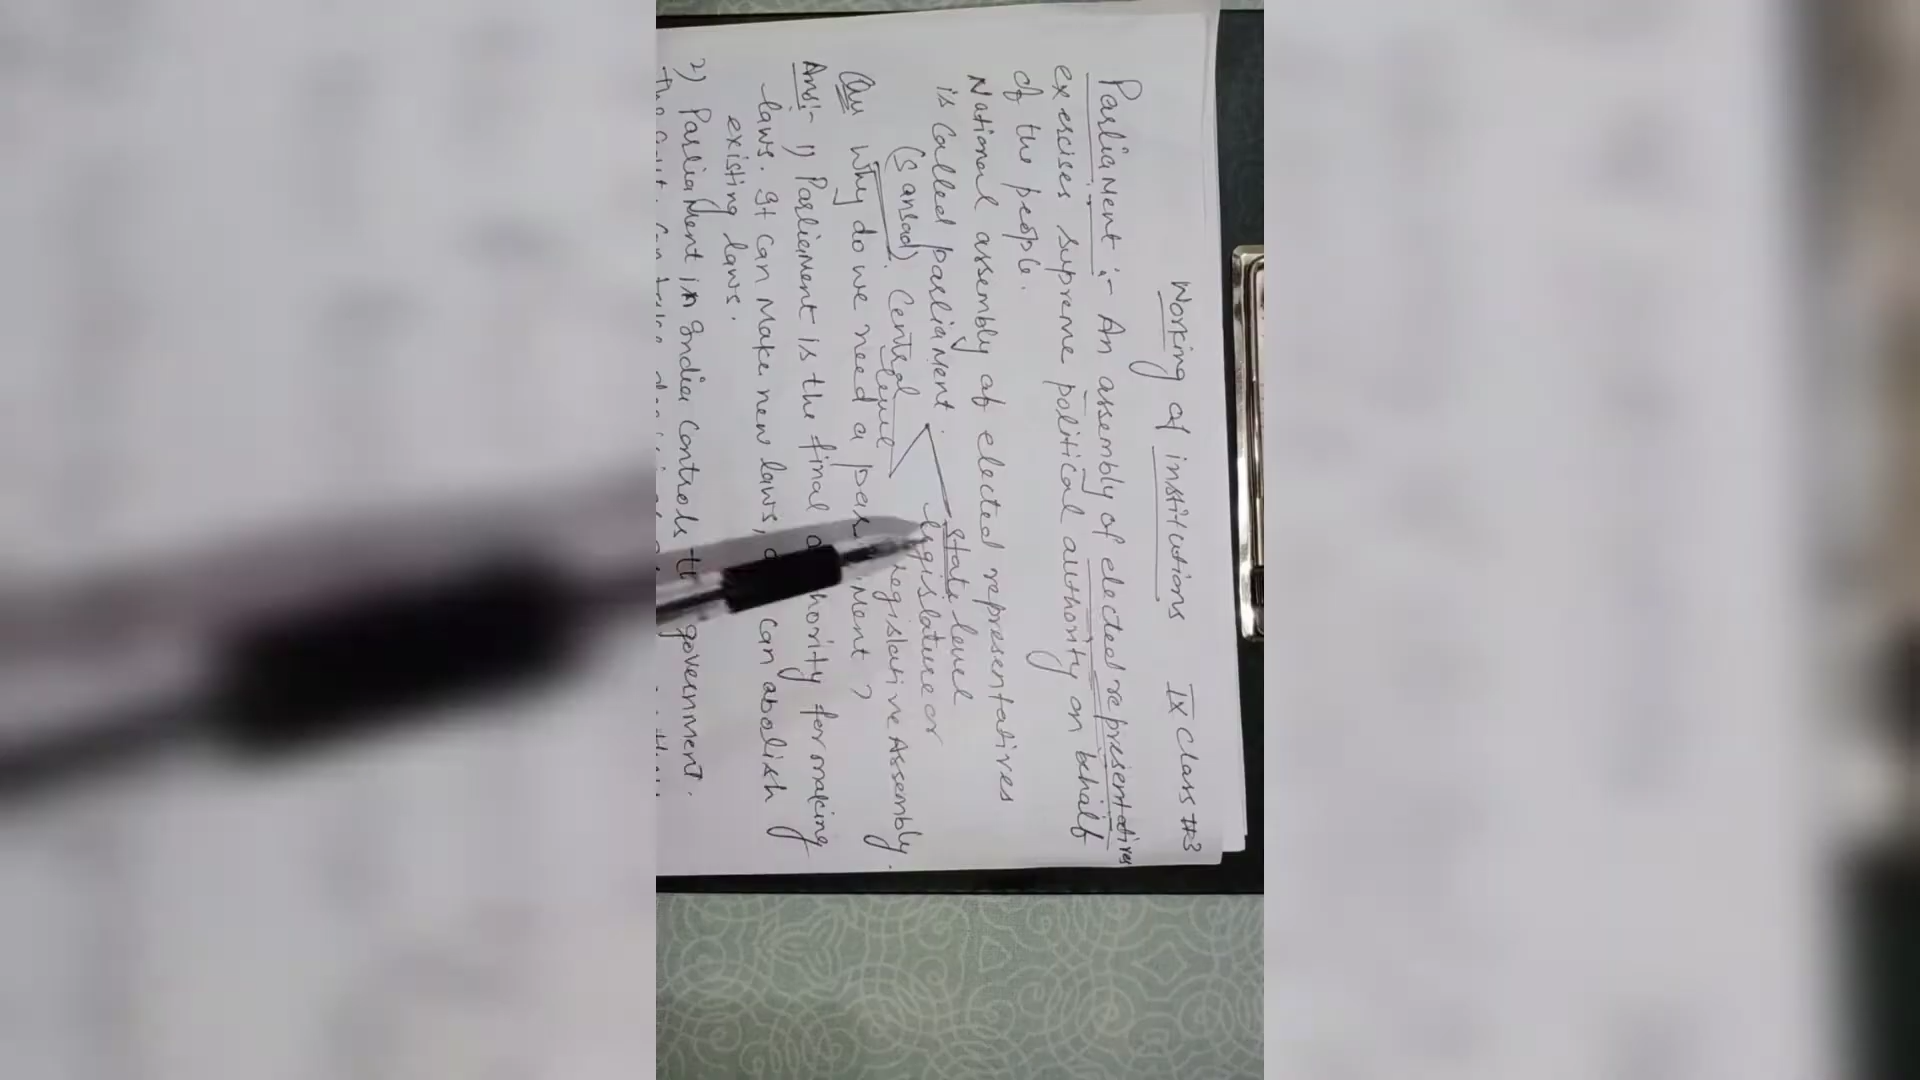 Working of institutions IX Class #3
Parliament :- An assembly of elected representatives
exercises supreme political authority on behalf
of the people.
National assembly of elected representatives
is called parliament. State level
(Sansad). Central level legislature or
legislative Assembly.
Qu Why do we need a parliament ?
Ans:- 1) Parliament is the final authority for making
laws. It can make new laws, can abolish
existing laws.
2) Parliament in India controls the government.